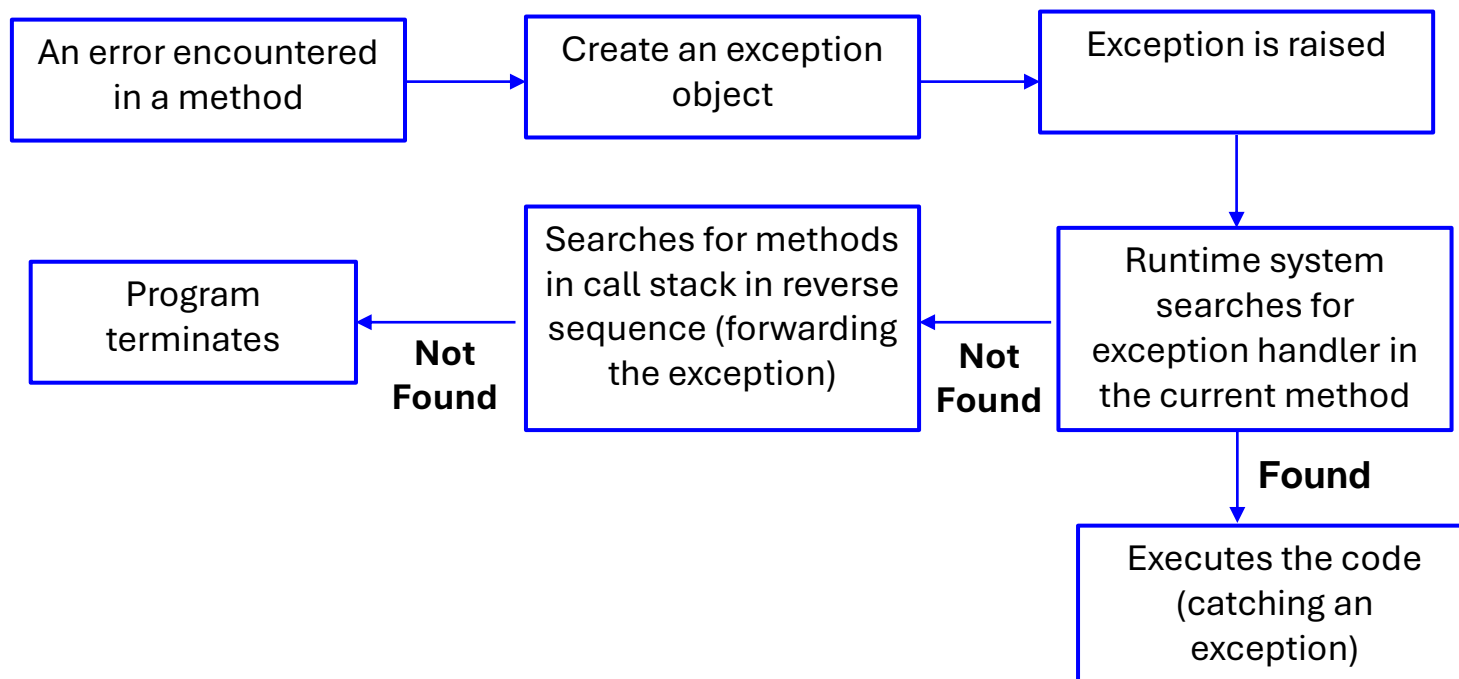 An error encountered
in a method
Create an exception
object
Exception is raised
Runtime system
searches for
exception handler in
the current method
Not
Found
Searches for methods
in call stack in reverse
sequence (forwarding
the exception)
Not
Found
Program
terminates
Found
Executes the code
(catching an
exception)